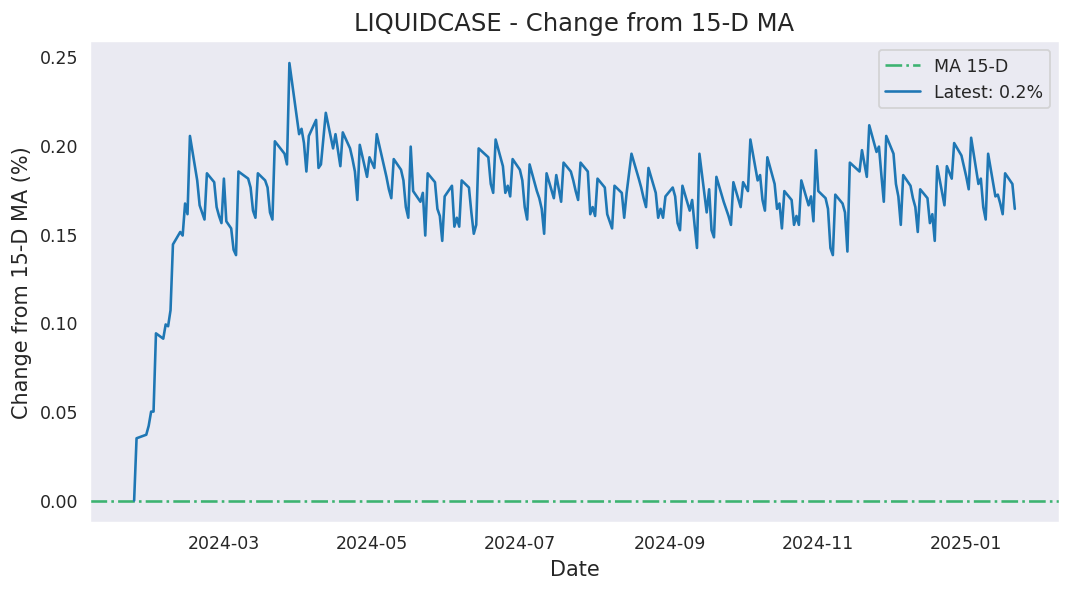 LIQUIDCASE - Change from 15-D MA
MA 15-D
Latest: 0.2%
Change from 15-D MA (%)
0.25
0.20
0.15
0.10
0.05
0.00
2024-03 2024-05 2024-07 2024-09 2024-11 2025-01
Date